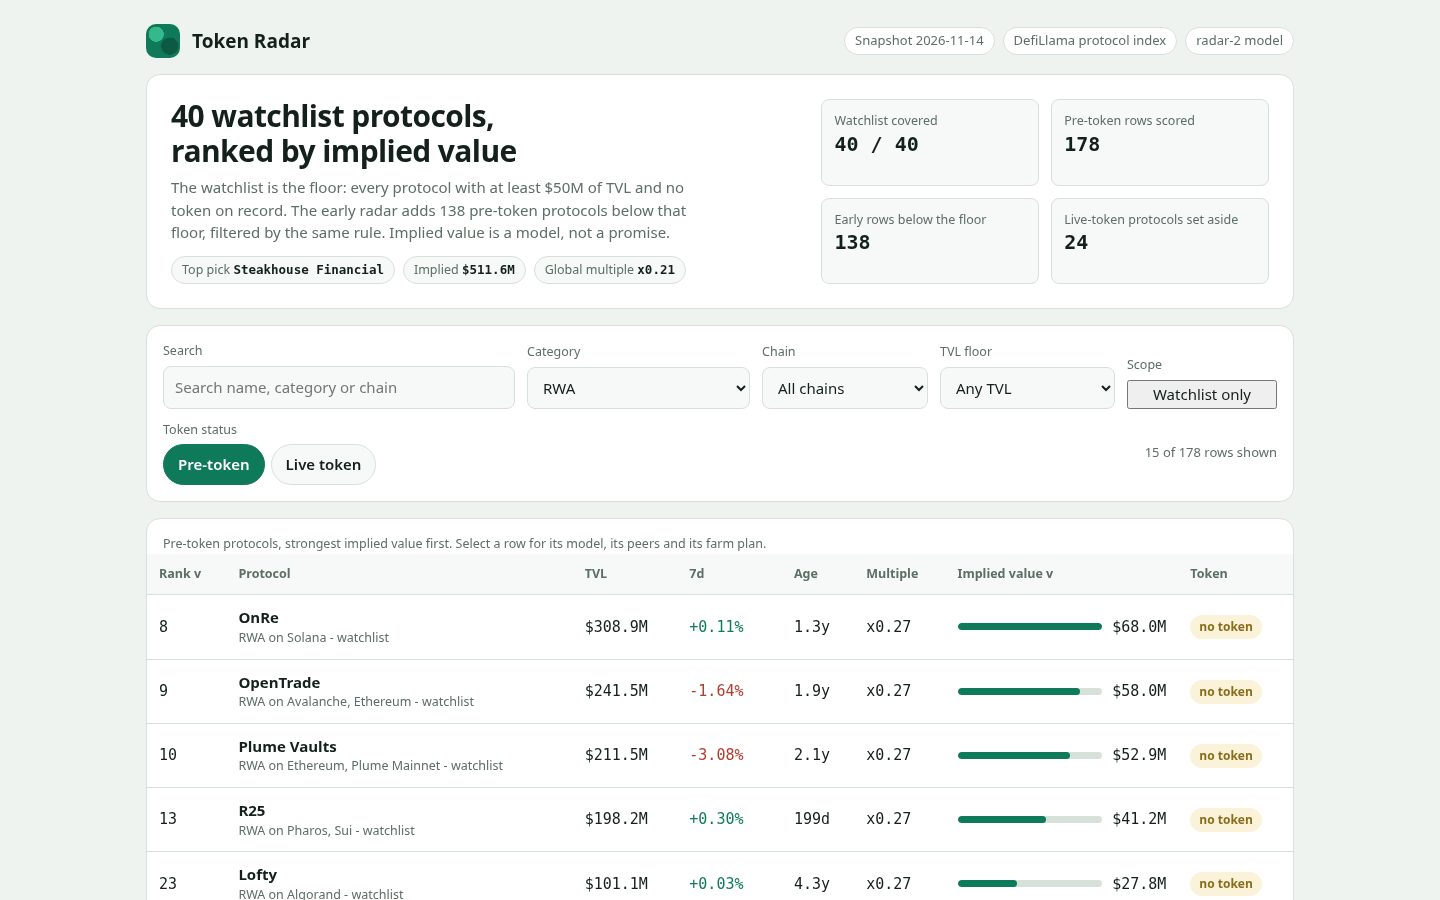 Token Radar
Snapshot 2026-11-14
DefiLlama protocol index
radar-2 model
40 watchlist protocols,
ranked by implied value
The watchlist is the floor: every protocol with at least $50M of TVL and no
token on record. The early radar adds 138 pre-token protocols below that
floor, filtered by the same rule. Implied value is a model, not a promise.
Top pick Steakhouse Financial
Implied $511.6M
Global multiple x0.21
Watchlist covered
40 / 40
Pre-token rows scored
178
Early rows below the floor
138
Live-token protocols set aside
24
Search
Search name, category or chain
Category
RWA
Chain
All chains
TVL floor
Any TVL
Scope
Watchlist only
Token status
Pre-token
Live token
15 of 178 rows shown
Pre-token protocols, strongest implied value first. Select a row for its model, its peers and its farm plan.
Rank v Protocol TVL 7d Age Multiple Implied value v Token
8 OnRe $308.9M +0.11% 1.3y x0.27 $68.0M no token
RWA on Solana - watchlist
9 OpenTrade $241.5M -1.64% 1.9y x0.27 $58.0M no token
RWA on Avalanche, Ethereum - watchlist
10 Plume Vaults $211.5M -3.08% 2.1y x0.27 $52.9M no token
RWA on Ethereum, Plume Mainnet - watchlist
13 R25 $198.2M +0.30% 199d x0.27 $41.2M no token
RWA on Pharos, Sui - watchlist
23 Lofty $101.1M +0.03% 4.3y x0.27 $27.8M no token
RWA on Algorand - watchlist